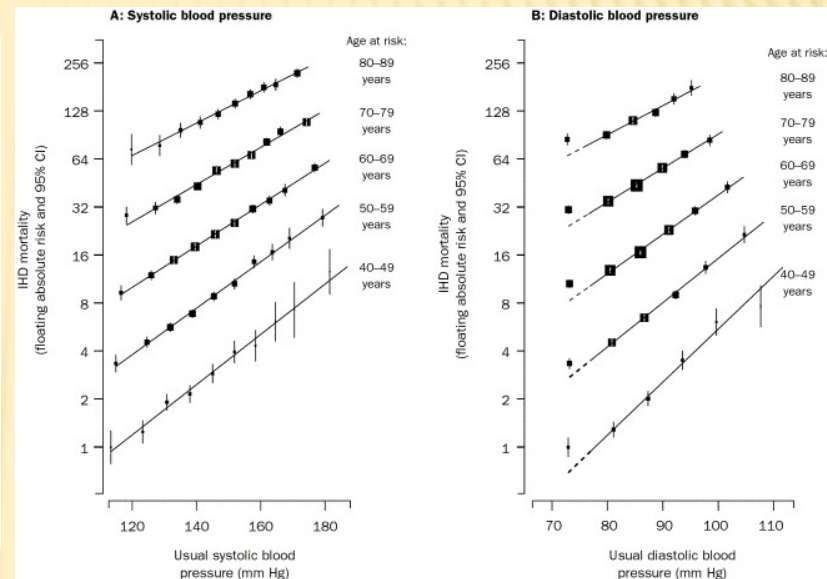 A: Systolic blood pressure
Age at risk:
80–89
years
70–79
years
60–69
years
50–59
years
40–49
years
256
128
64
32
16
8
4
2
1
IHD mortality
(floating absolute risk and 95% CI)
120
140
160
180
Usual systolic blood
pressure (mm Hg)
B: Diastolic blood pressure
Age at risk:
80–89
years
70–79
years
60–69
years
50–59
years
40–49
years
256
128
64
32
16
8
4
2
1
IHD mortality
(floating absolute risk and 95% CI)
70
80
90
100
110
Usual diastolic blood
pressure (mm Hg)